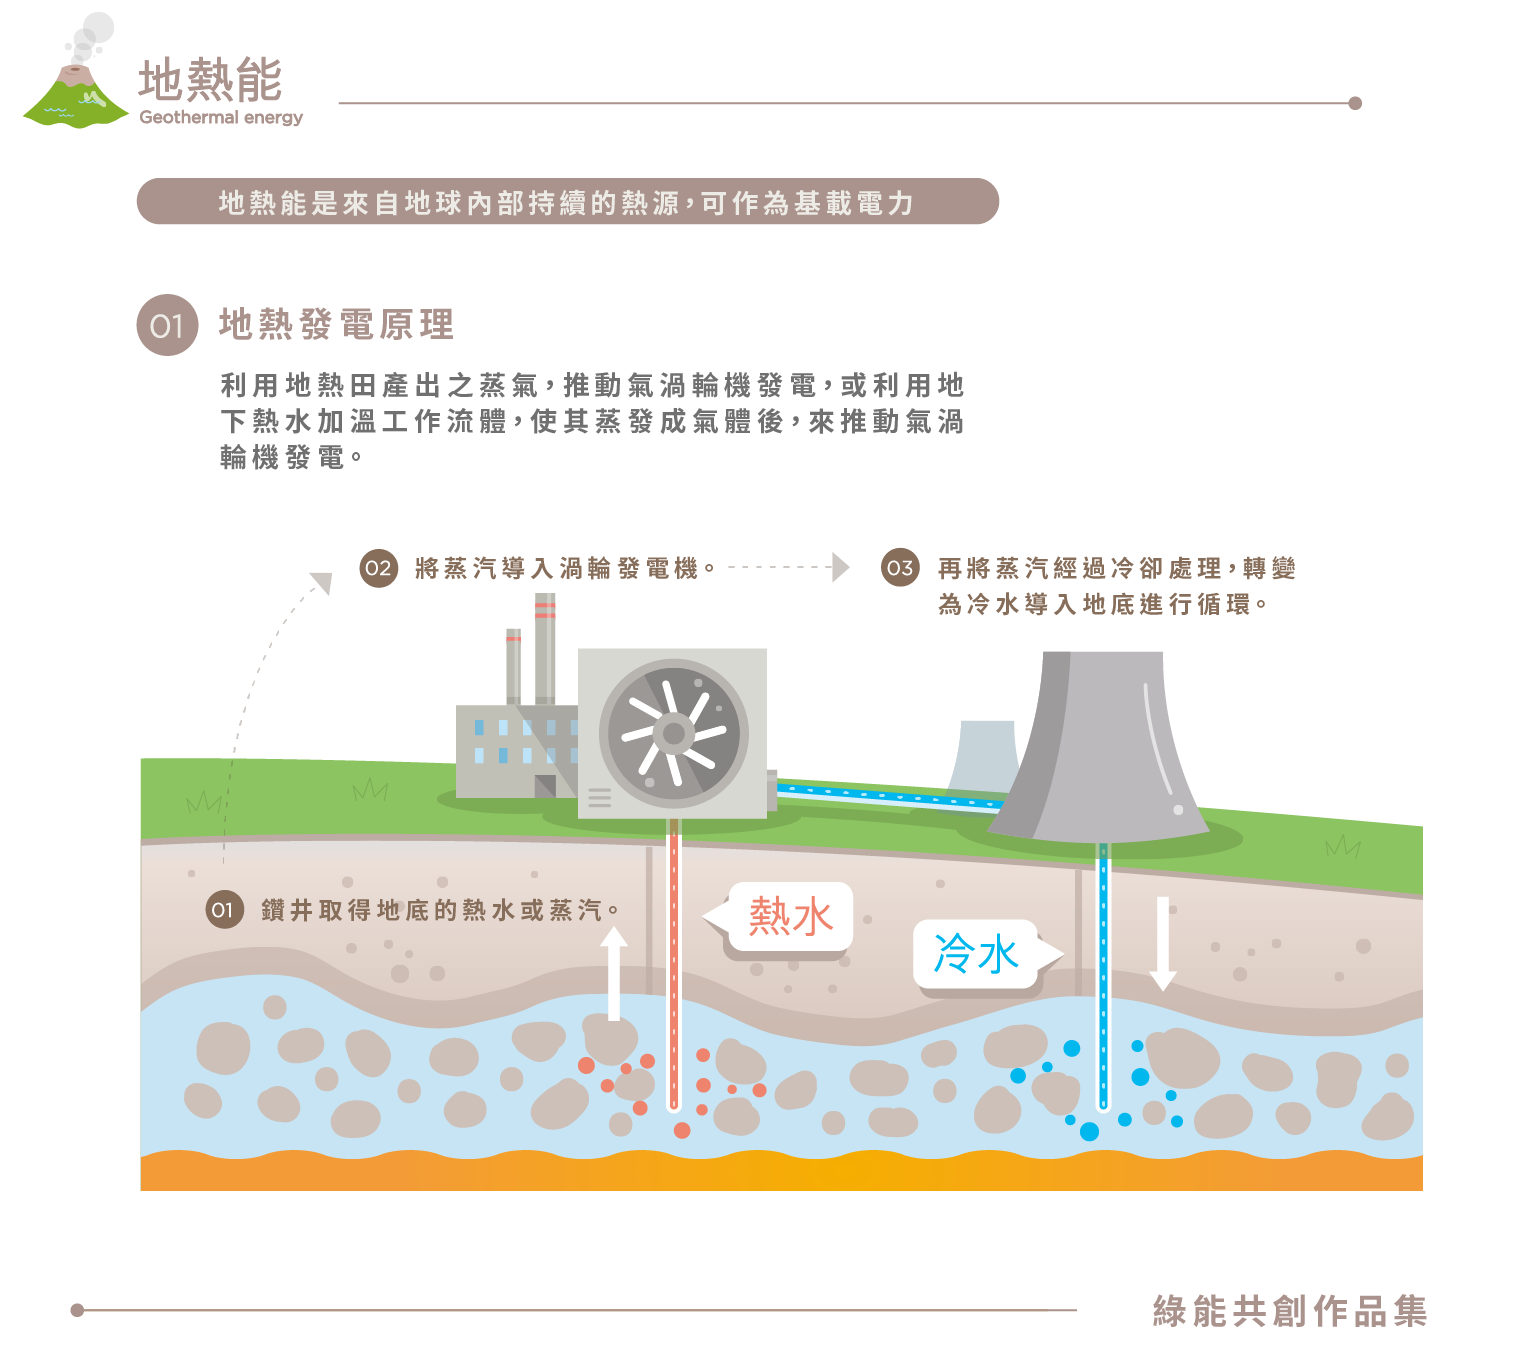 地熱能
Geothermal energy
地熱能是來自地球內部持續的熱源,可作為基載電力
01 地熱發電原理
利用地熱田產出之蒸氣,推動氣渦輪機發電,或利用地
下熱水加溫工作流體,使其蒸發成氣體後,來推動氣渦
輪機發電。
02 將蒸汽導入渦輪發電機。
03 再將蒸汽經過冷卻處理,轉變
為冷水導入地底進行循環。
01 鑽井取得地底的熱水或蒸汽。
熱水
冷水
綠能共創作品集